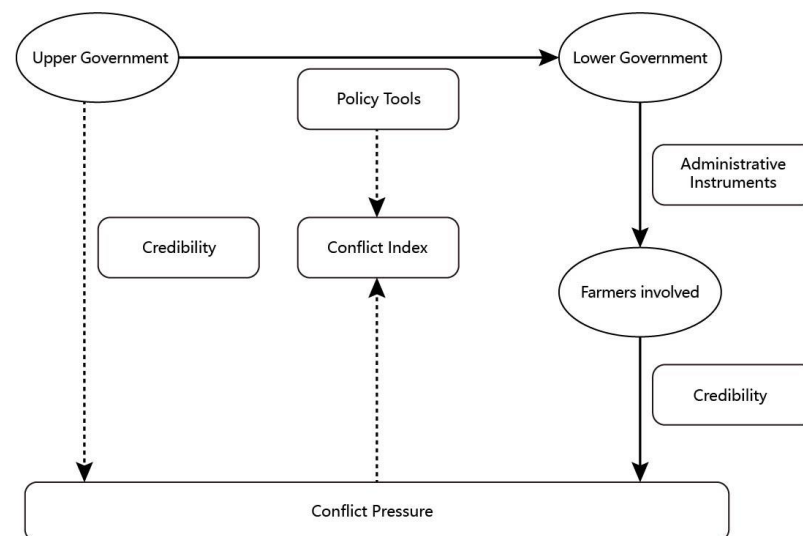 Upper Government
Lower Government
Policy Tools
Administrative
Instruments
Credibility
Conflict Index
Farmers involved
Credibility
Conflict Pressure